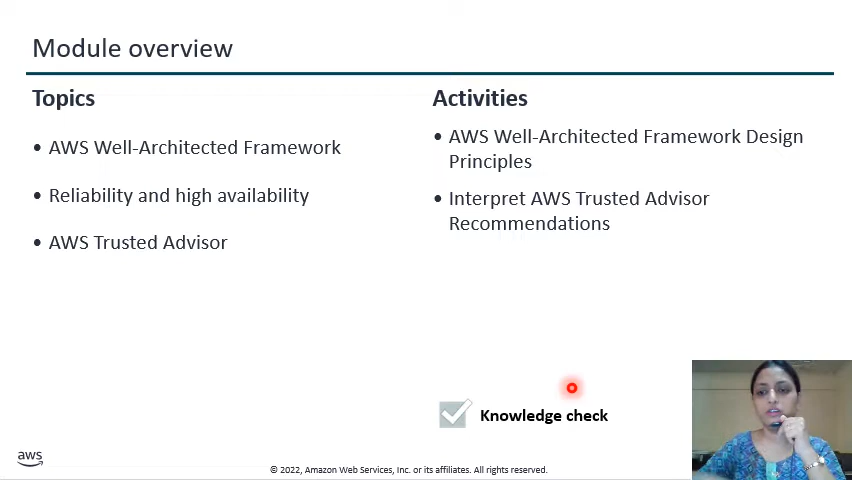 Module overview
Topics
• AWS Well-Architected Framework
• Reliability and high availability
• AWS Trusted Advisor
Activities
• AWS Well-Architected Framework Design
Principles
• Interpret AWS Trusted Advisor
Recommendations
Knowledge check
aws
© 2022, Amazon Web Services, Inc. or its affiliates. All rights reserved.